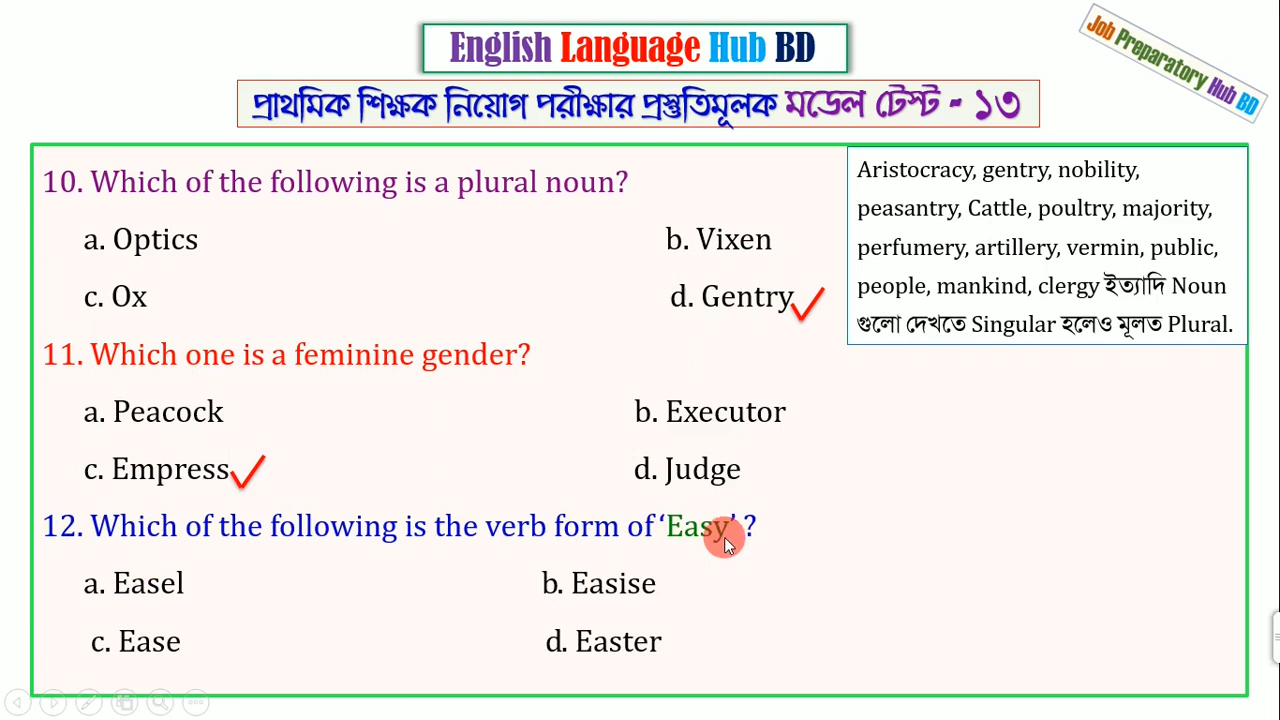 English Language Hub BD
Job Preparatory Hub BD
প্রাথমিক শিক্ষক নিয়োগ পরীক্ষার প্রস্তুতিমূলক মডেল টেস্ট - ১৩
10. Which of the following is a plural noun?
a. Optics b. Vixen
c. Ox d. Gentry
Aristocracy, gentry, nobility,
peasantry, Cattle, poultry, majority,
perfumery, artillery, vermin, public,
people, mankind, clergy ইত্যাদি Noun
গুলো দেখতে Singular হলেও মূলত Plural.
11. Which one is a feminine gender?
a. Peacock b. Executor
c. Empress d. Judge
12. Which of the following is the verb form of ‘Easy’ ?
a. Easel b. Easise
c. Ease d. Easter